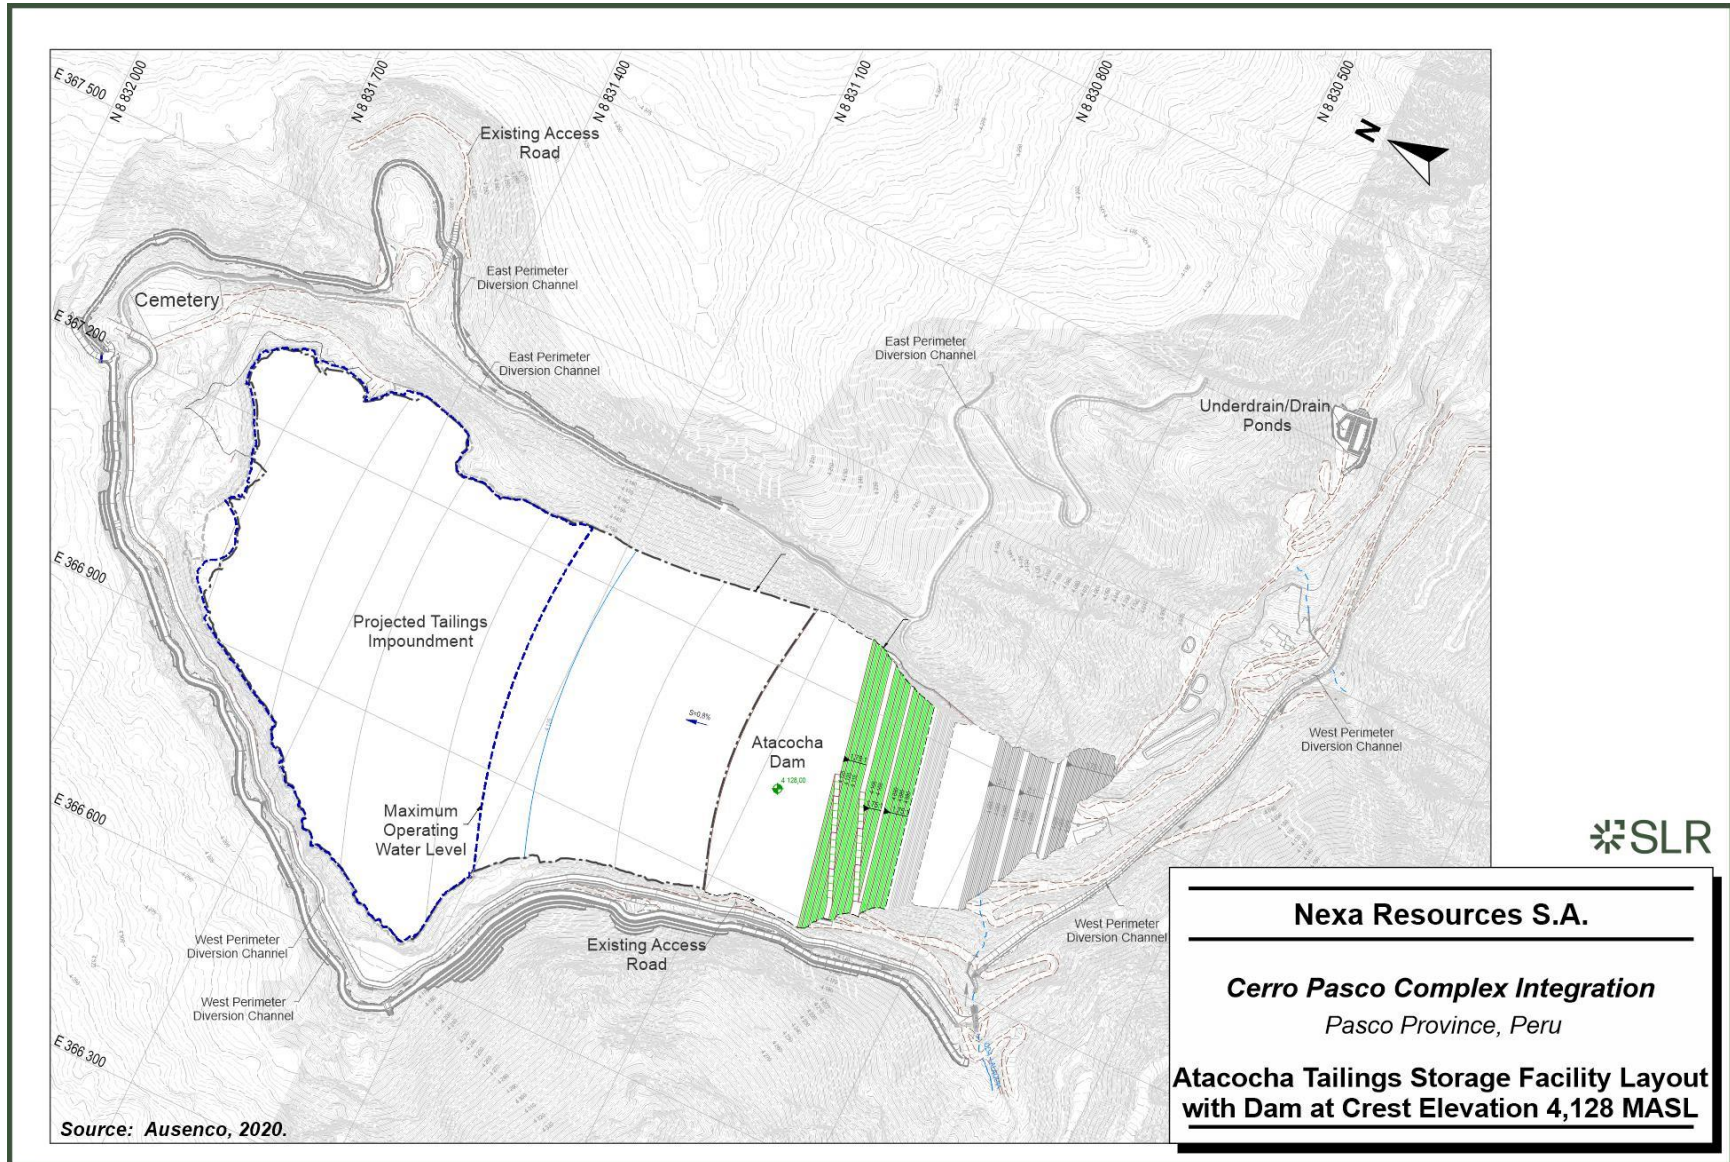 E 367 500
N 8 832 000
N 8 831 700
N 8 831 400
N 8 831 100
N 8 830 800
N 8 830 500
N
Existing Access
Road
East Perimeter
Diversion Channel
Cemetery
E 367 200
East Perimeter
Diversion Channel
East Perimeter
Diversion Channel
Underdrain/Drain
Ponds
E 366 900
Projected Tailings
Impoundment
S=0.8%
Atacocha
Dam
4 128,00
West Perimeter
Diversion Channel
E 366 600
Maximum
Operating
Water Level
SLR
West Perimeter
Diversion Channel
Existing Access
Road
West Perimeter
Diversion Channel
West Perimeter
Diversion Channel
E 366 300
Nexa Resources S.A.
Cerro Pasco Complex Integration
Pasco Province, Peru
Atacocha Tailings Storage Facility Layout
with Dam at Crest Elevation 4,128 MASL
Source: Ausenco, 2020.